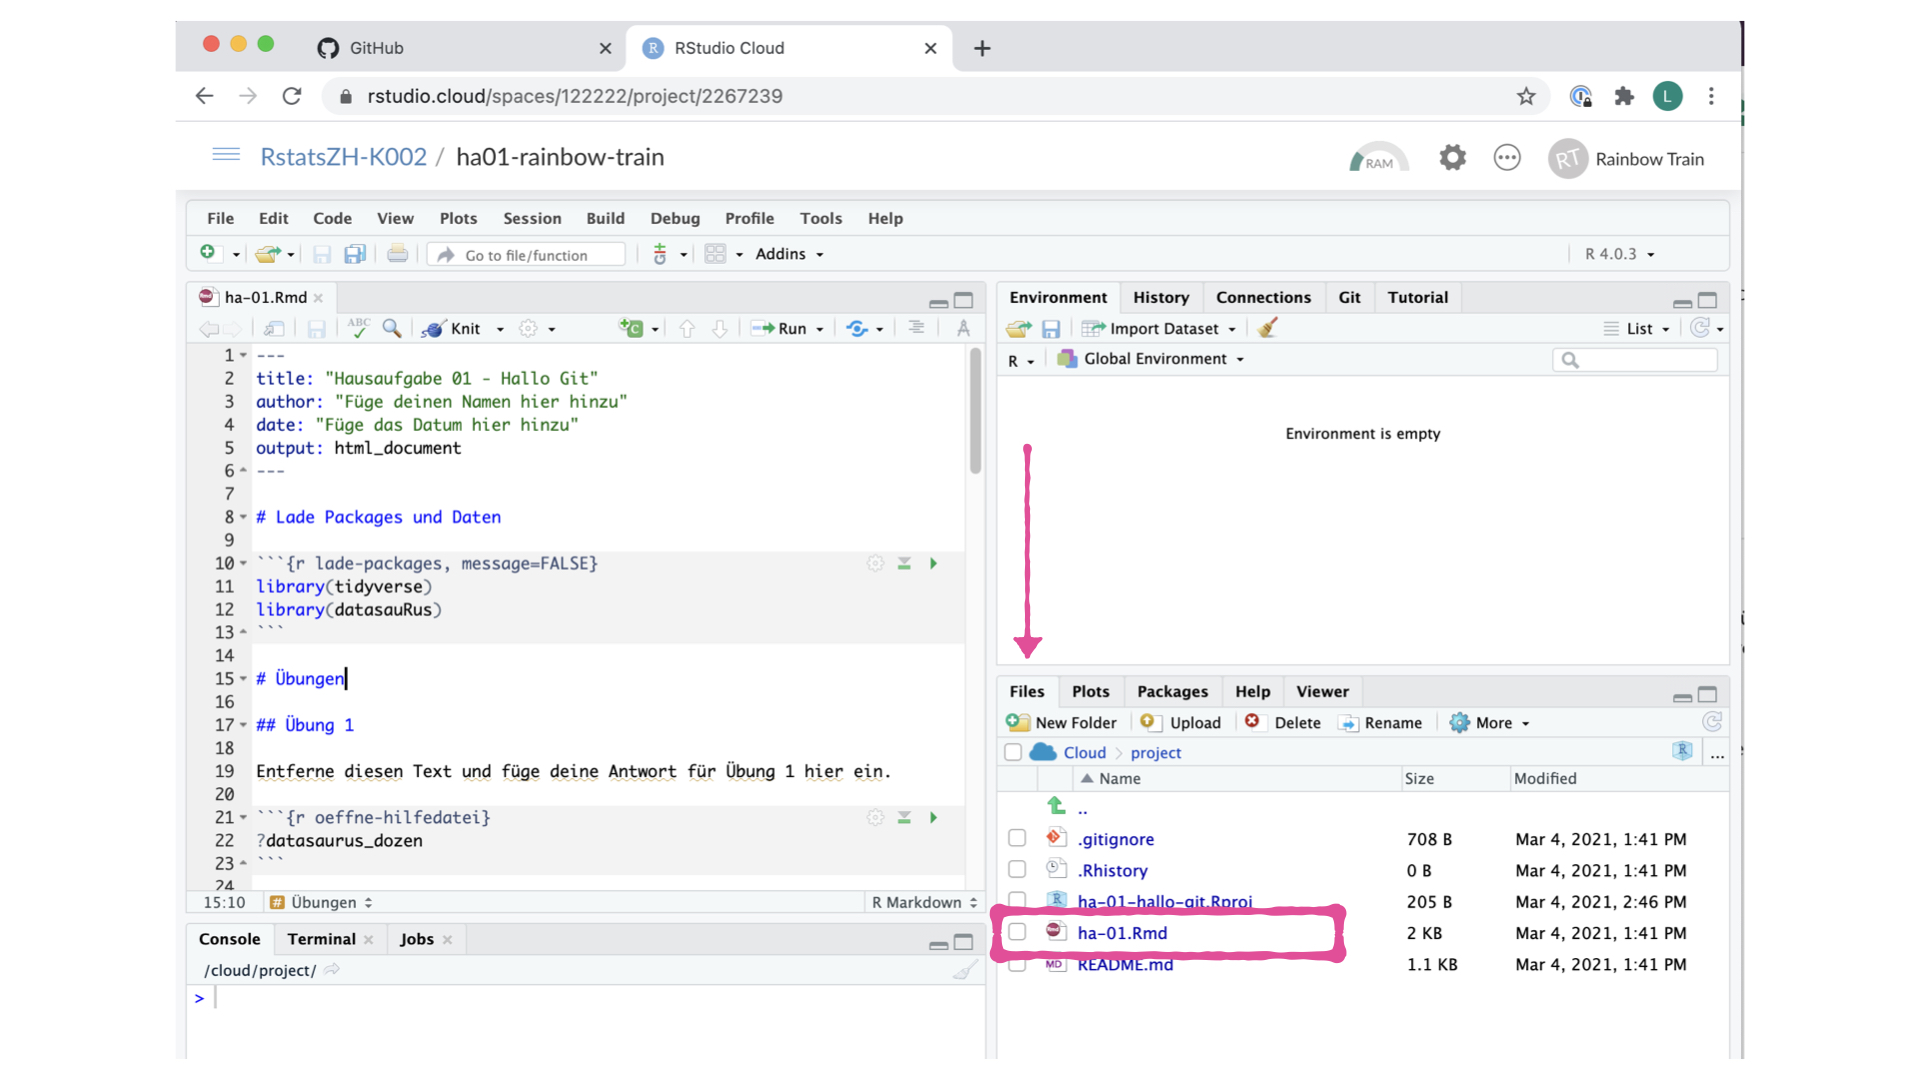 GitHub
RStudio Cloud
rstudio.cloud/spaces/122222/project/2267239
L
RstatsZH-K002 / ha01-rainbow-train
RAM
RT Rainbow Train
File Edit Code View Plots Session Build Debug Profile Tools Help
Go to file/function Addins R 4.0.3
ha-01.Rmd
ABC Knit Run
1 ---
2 title: "Hausaufgabe 01 - Hallo Git"
3 author: "Füge deinen Namen hier hinzu"
4 date: "Füge das Datum hier hinzu"
5 output: html_document
6 ---
7
8 # Lade Packages und Daten
9
10 ```{r lade-packages, message=FALSE}
11 library(tidyverse)
12 library(datasauRus)
13 ```
14
15 # Übungen
16
17 ## Übung 1
18
19 Entferne diesen Text und füge deine Antwort für Übung 1 hier ein.
20
21 ```{r oeffne-hilfedatei}
22 ?datasaurus_dozen
23 ```
24
15:10 # Übungen R Markdown
Console Terminal Jobs
/cloud/project/
>
Environment History Connections Git Tutorial
Import Dataset List
R Global Environment
Environment is empty
Files Plots Packages Help Viewer
New Folder Upload Delete Rename More
Cloud > project R ...
Name Size Modified
..
.gitignore 708 B Mar 4, 2021, 1:41 PM
.Rhistory 0 B Mar 4, 2021, 1:41 PM
ha-01-hallo-git.Rproj 205 B Mar 4, 2021, 2:46 PM
ha-01.Rmd 2 KB Mar 4, 2021, 1:41 PM
MD README.md 1.1 KB Mar 4, 2021, 1:41 PM